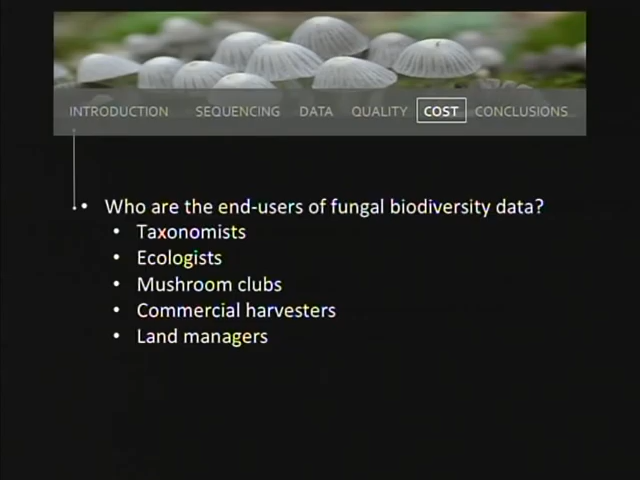 INTRODUCTION SEQUENCING DATA QUALITY COST CONCLUSIONS
• Who are the end-users of fungal biodiversity data?
• Taxonomists
• Ecologists
• Mushroom clubs
• Commercial harvesters
• Land managers